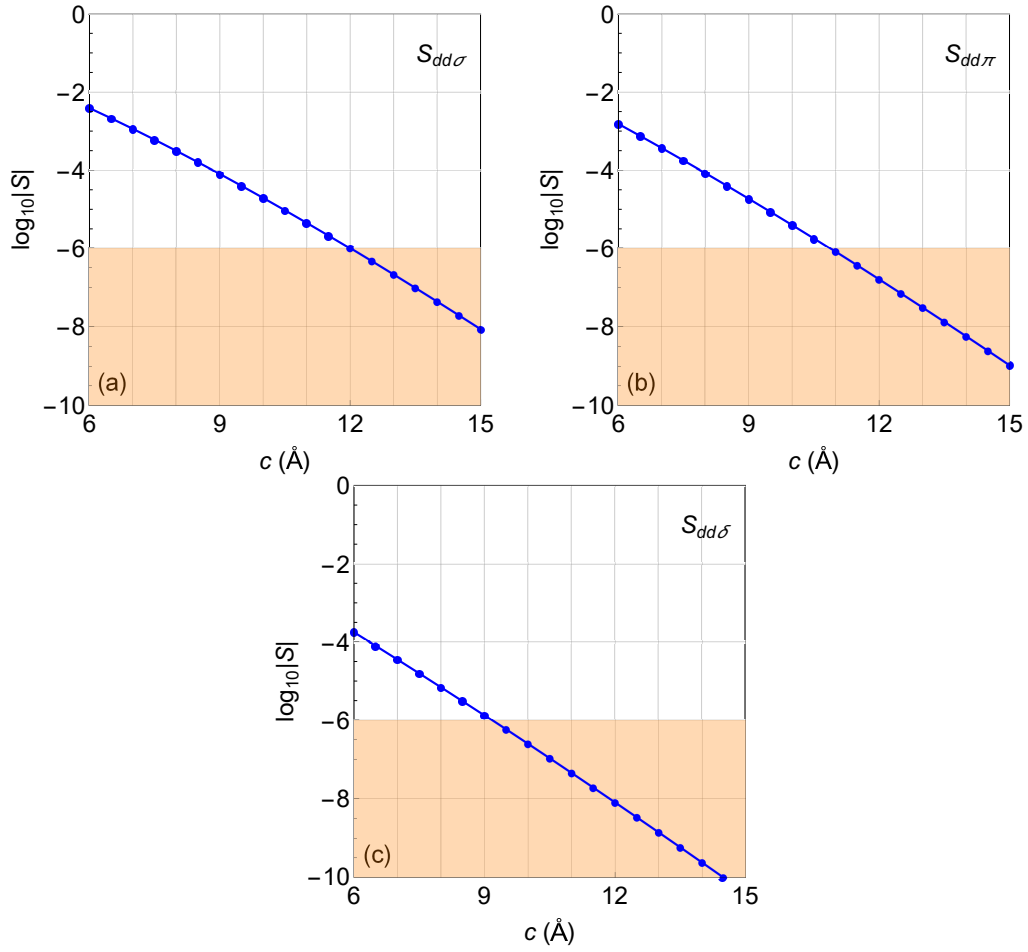 0
−2
−4
−6
−8
−10
log₁₀|S|
S_ddσ
(a)
6 9 12 15
c (Å)
0
−2
−4
−6
−8
−10
log₁₀|S|
S_ddπ
(b)
6 9 12 15
c (Å)
0
−2
−4
−6
−8
−10
log₁₀|S|
S_ddδ
(c)
6 9 12 15
c (Å)